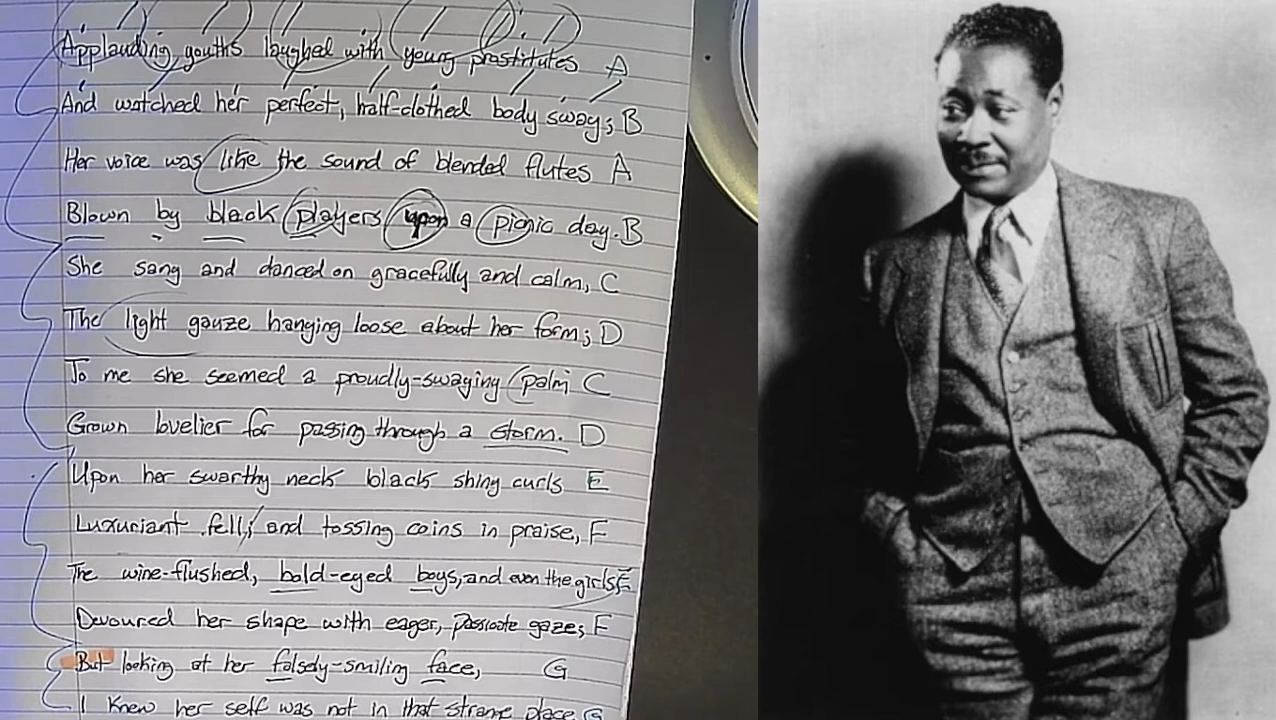 Applauding youths laughed with young prostitutes A
And watched her perfect, half-clothed body sway; B
Her voice was like the sound of blended flutes A
Blown by black players upon a picnic day. B
She sang and danced on gracefully and calm, C
The light gauze hanging loose about her form; D
To me she seemed a proudly-swaying palm C
Grown lovelier for passing through a storm. D
Upon her swarthy neck black shiny curls E
Luxuriant fell; and tossing coins in praise, F
The wine-flushed, bold-eyed boys, and even the girls, E
Devoured her shape with eager, passionate gaze; F
But looking at her falsely-smiling face, G
I knew her self was not in that strange place. G